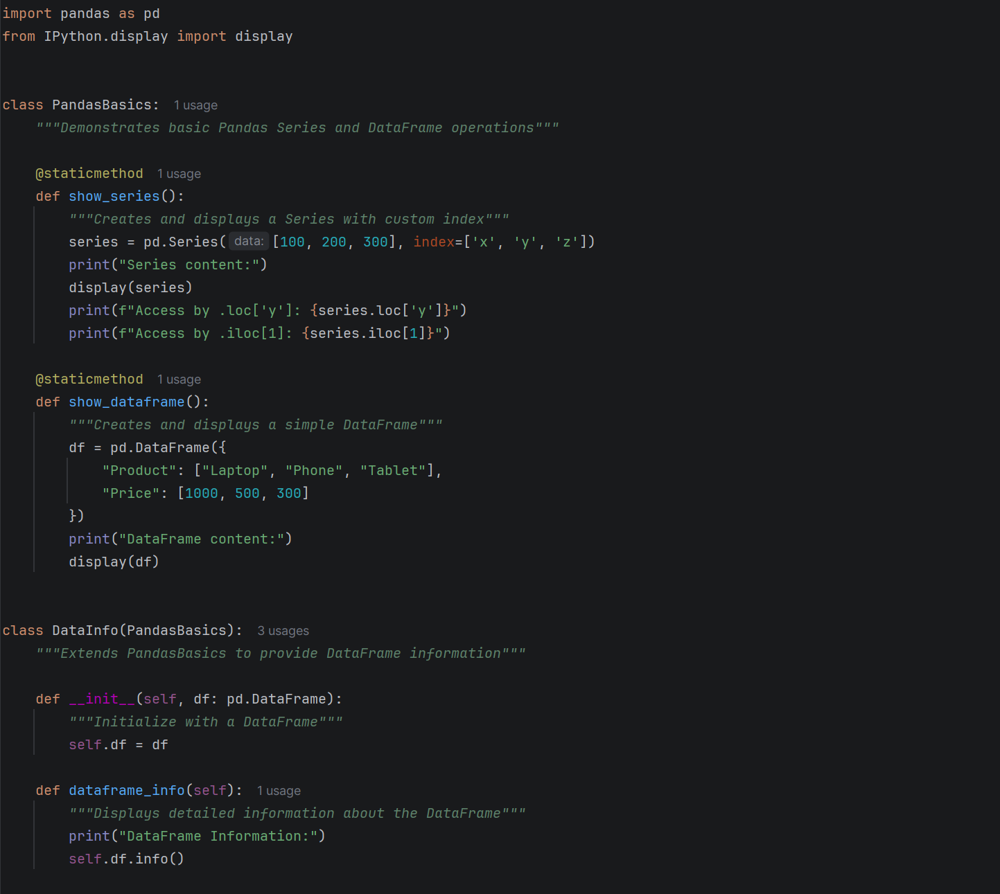 import pandas as pd
from IPython.display import display
class PandasBasics: 1 usage
    """Demonstrates basic Pandas Series and DataFrame operations"""
    @staticmethod 1 usage
    def show_series():
        """Creates and displays a Series with custom index"""
        series = pd.Series( data: [100, 200, 300], index=['x', 'y', 'z'])
        print("Series content:")
        display(series)
        print(f"Access by .loc['y']: {series.loc['y']}")
        print(f"Access by .iloc[1]: {series.iloc[1]}")
    @staticmethod 1 usage
    def show_dataframe():
        """Creates and displays a simple DataFrame"""
        df = pd.DataFrame({
            "Product": ["Laptop", "Phone", "Tablet"],
            "Price": [1000, 500, 300]
        })
        print("DataFrame content:")
        display(df)
class DataInfo(PandasBasics): 3 usages
    """Extends PandasBasics to provide DataFrame information"""
    def __init__(self, df: pd.DataFrame):
        """Initialize with a DataFrame"""
        self.df = df
    def dataframe_info(self): 1 usage
        """Displays detailed information about the DataFrame"""
        print("DataFrame Information:")
        self.df.info()